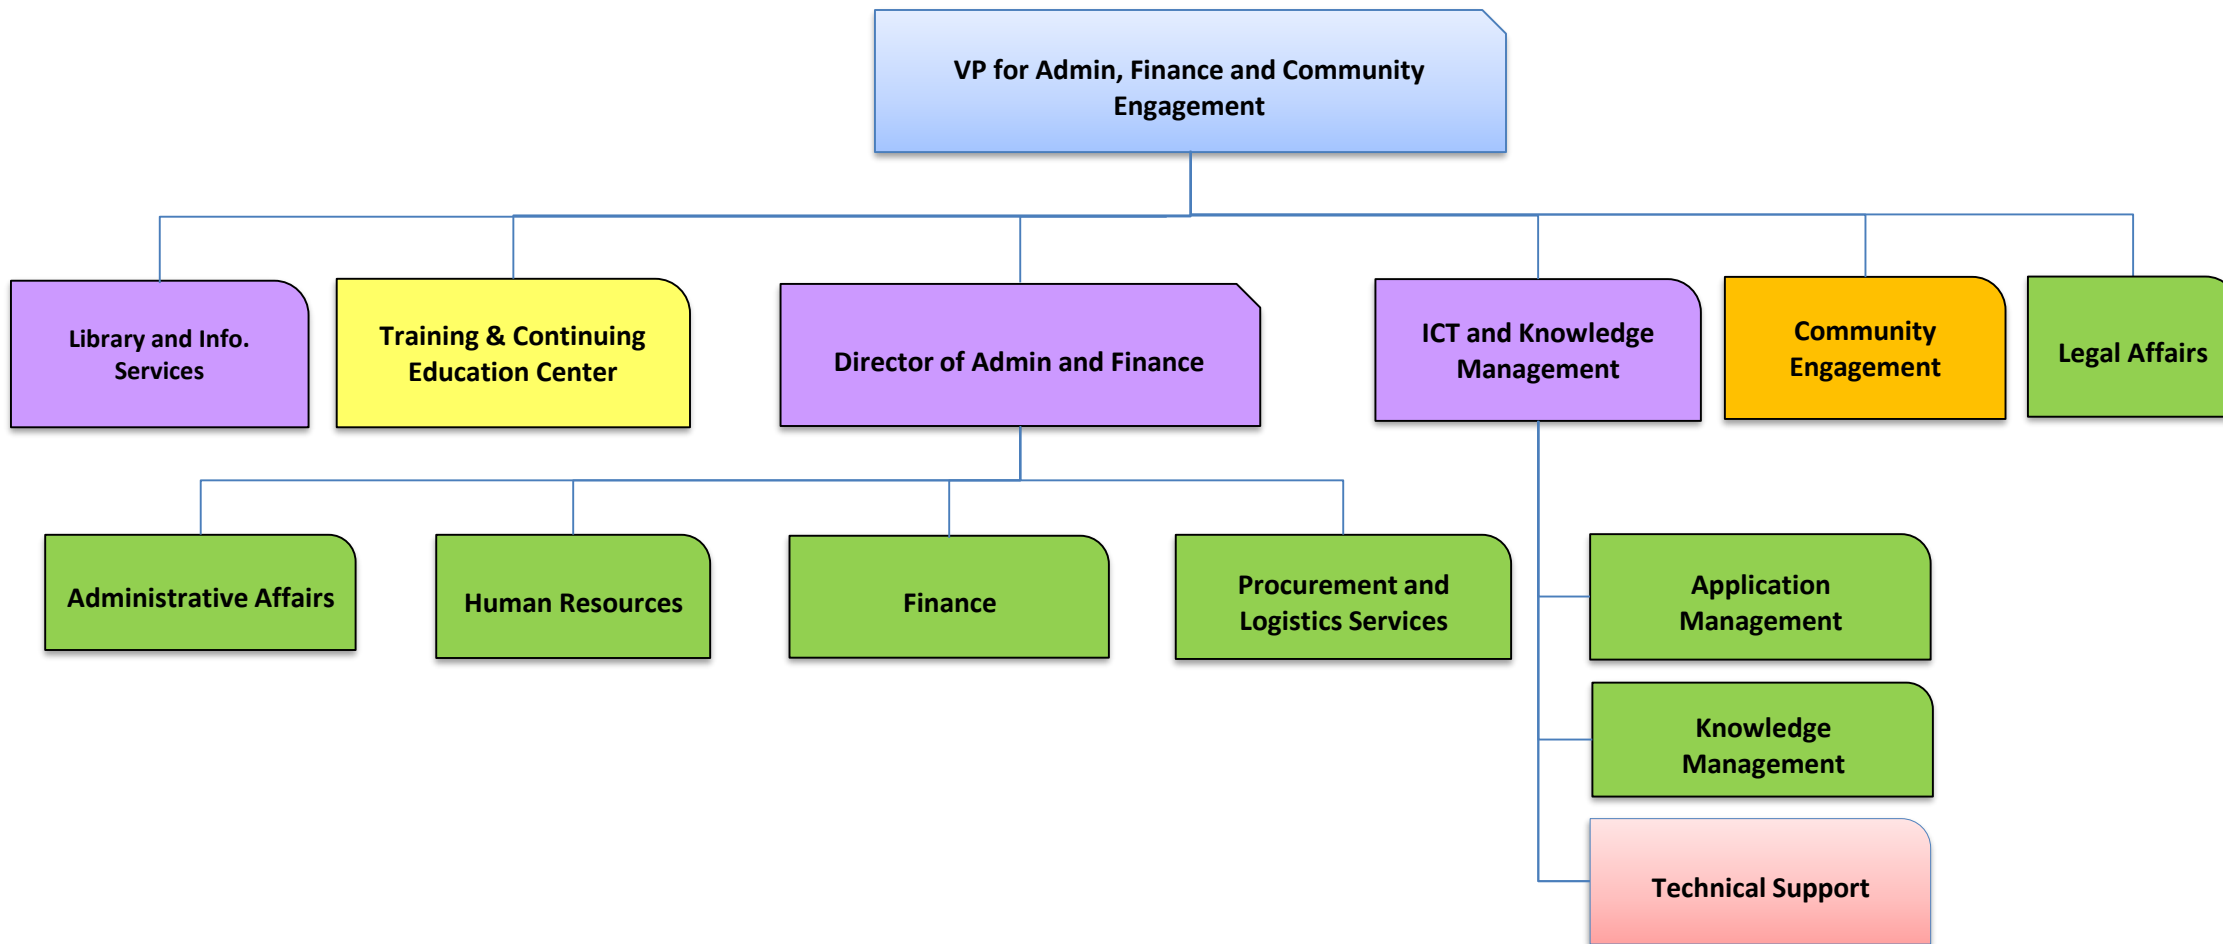 VP for Admin, Finance and Community
Engagement
Library and Info.
Services
Training & Continuing
Education Center
Director of Admin and Finance
ICT and Knowledge
Management
Community
Engagement
Legal Affairs
Administrative Affairs
Human Resources
Finance
Procurement and
Logistics Services
Application
Management
Knowledge
Management
Technical Support